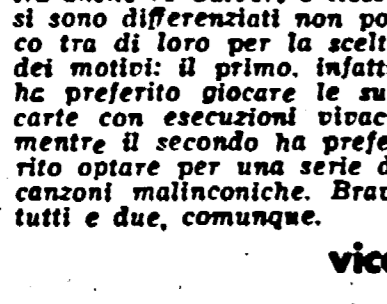 si sono differenziati non po
co tra di loro per la scelt
dei motivi: il primo, infatt
ha preferito giocare le su
carte con esecuzioni vivac
mentre il secondo ha prefe
rito optare per una serie d
canzoni malinconiche. Brav
tutti e due, comunque.
vice